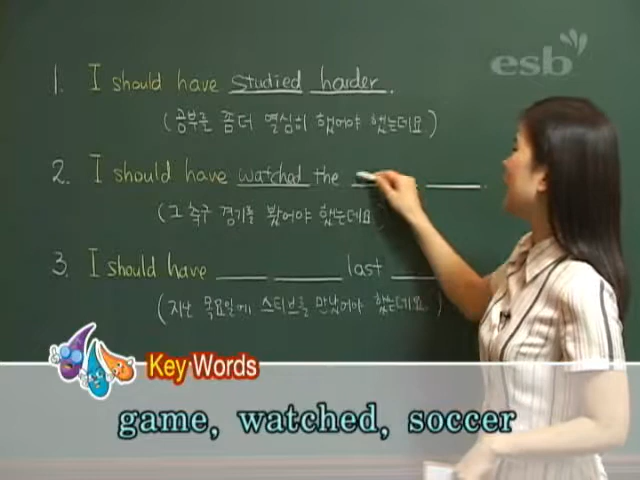 esb
1. I should have studied harder.
(공부를 좀 더 열심히 했어야 했는데요)
2. I should have watched the
(그 축구 경기를 봤어야 했는데요)
3. I should have ____ ____ last ____
(지난 목요일에 스티브를 만났어야 했는데요.)
Key Words
game, watched, soccer